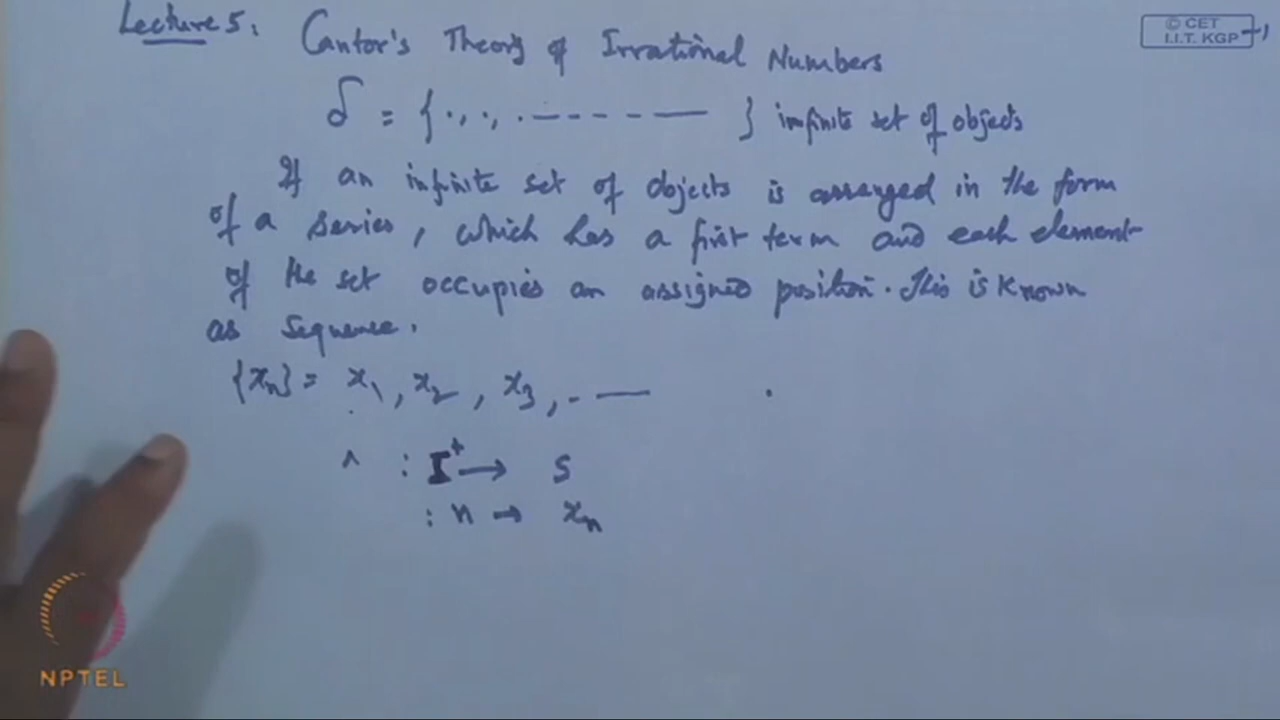 Lecture 5: Cantor's Theory of Irrational Numbers
© CET
I.I.T. KGP
= { ., ., . ----- } infinite set of objects
If an infinite set of objects is arranged in the form
of a series, which has a first term and each element
of the set occupies an assigned position. This is known
as sequence.
{xn} = x1, x2, x3, . —
: I+ → S
: n → xn
NPTEL